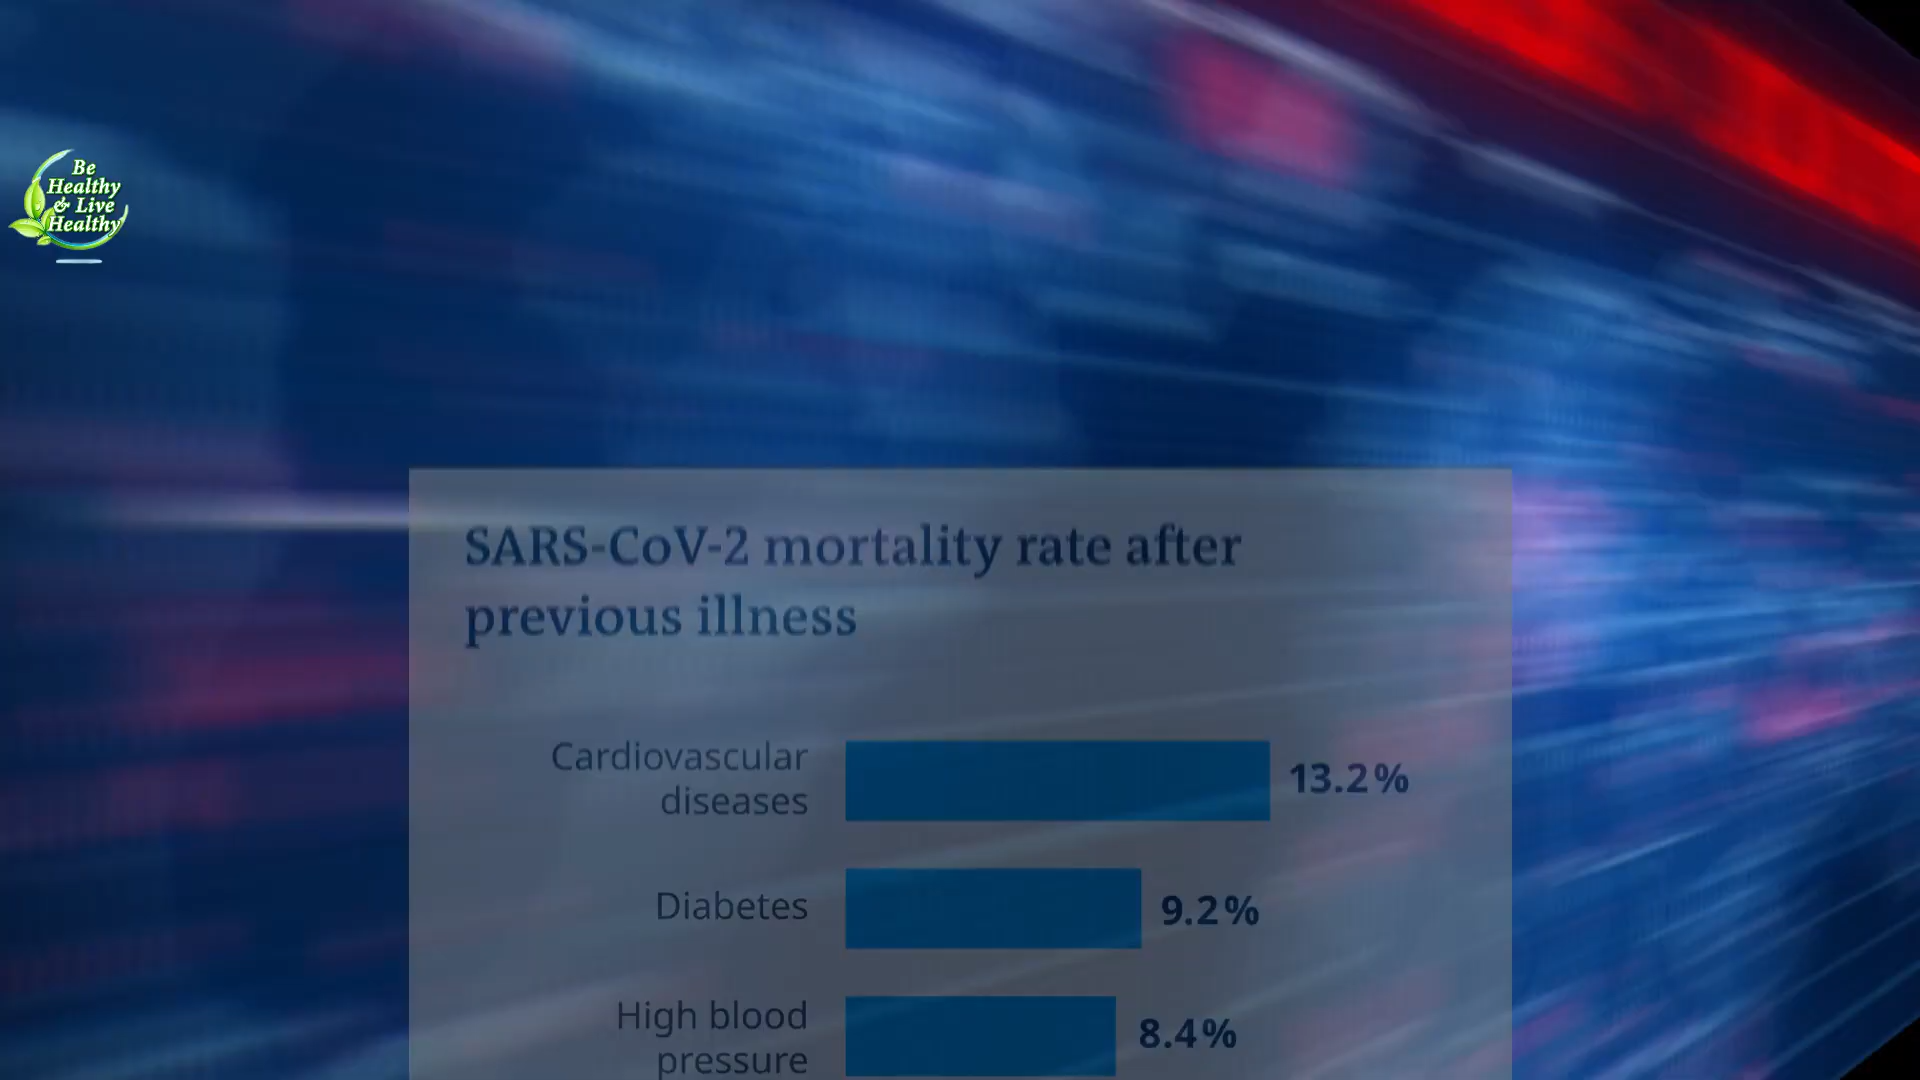 Be
Healthy
& Live
Healthy
SARS-CoV-2 mortality rate after
previous illness
Cardiovascular
diseases
13.2%
Diabetes
9.2%
High blood
pressure
8.4%